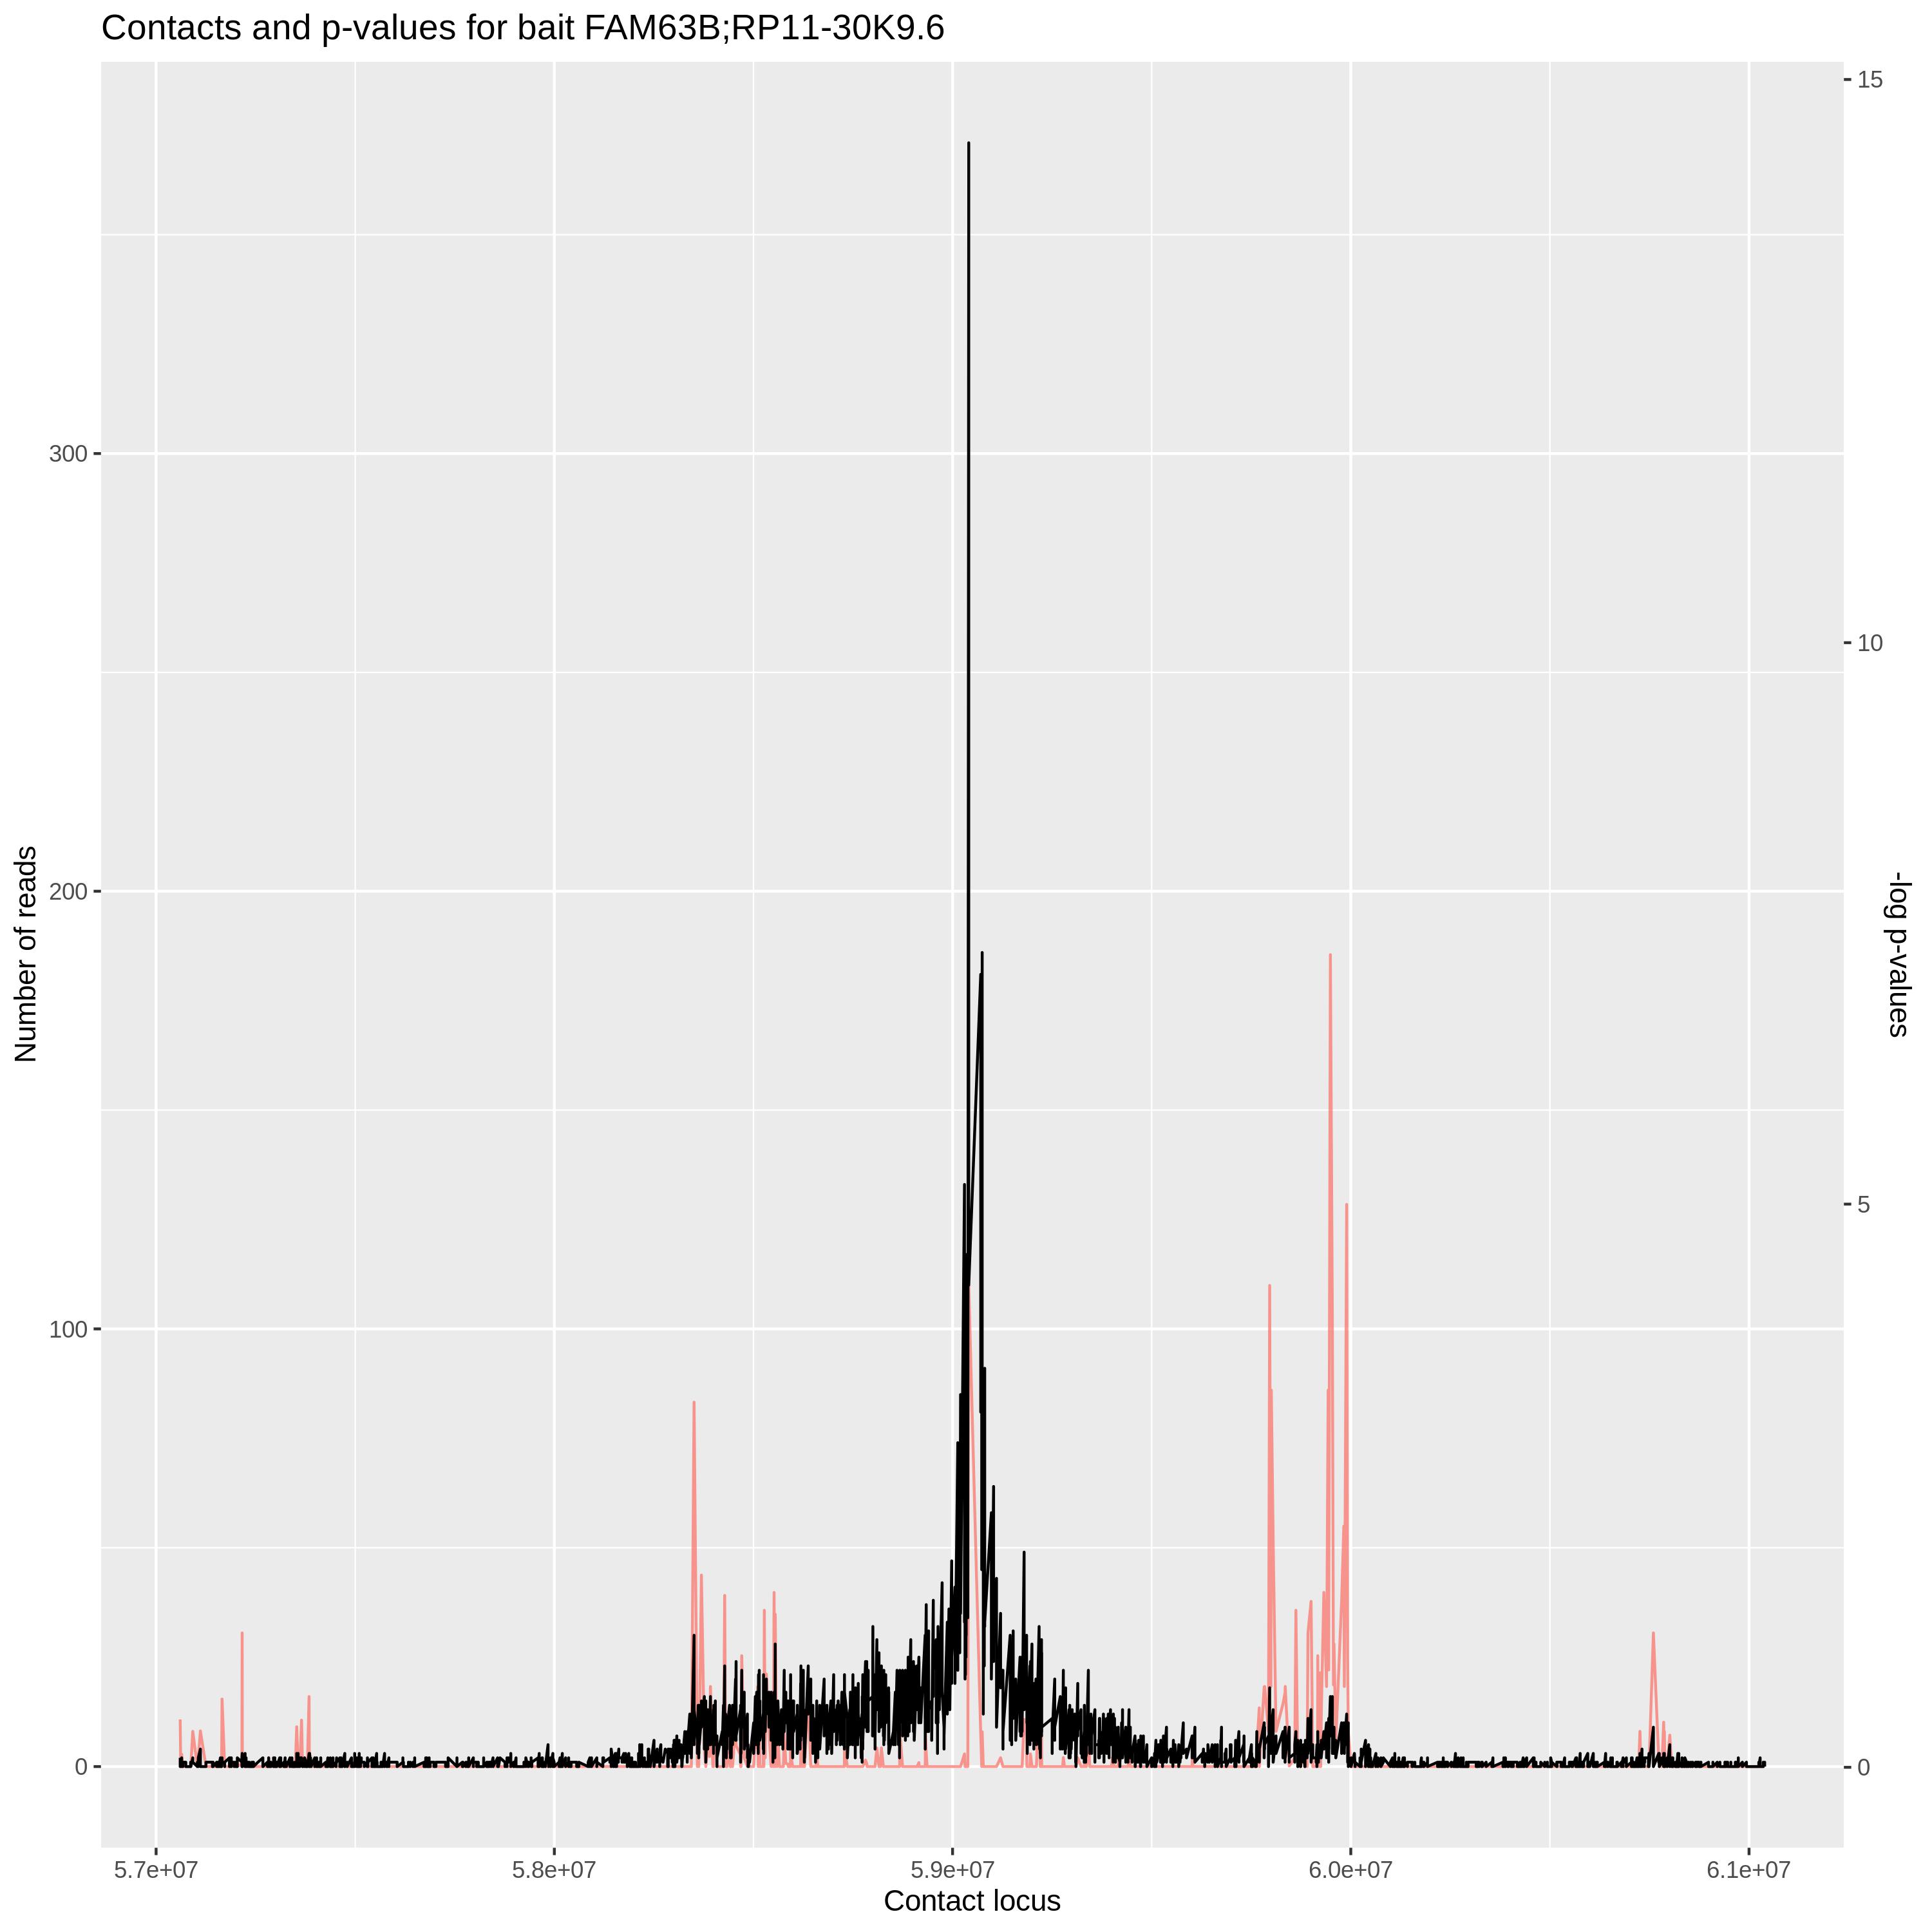 Contacts and p-values for bait FAM63B;RP11-30K9.6
15
300
10
200
Number of reads
-log p-values
5
100
0
0
5.7e+07 5.8e+07 5.9e+07 6.0e+07 6.1e+07
Contact locus